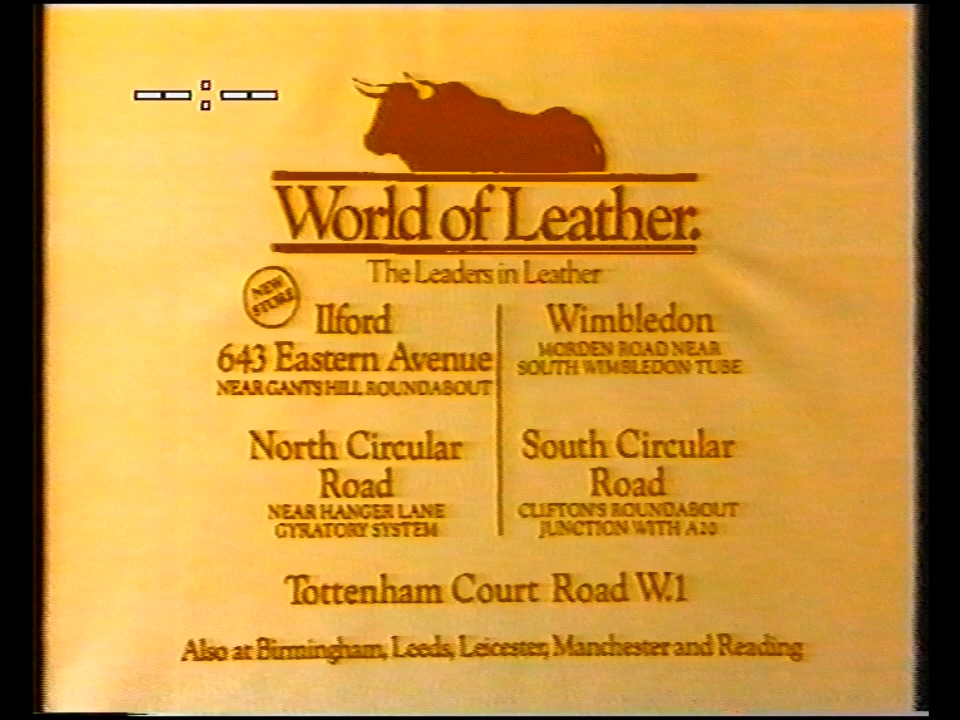 World of Leather.
The Leaders in Leather
NEW
STORE
Ilford
643 Eastern Avenue
NEAR GANTS HILL ROUNDABOUT
Wimbledon
MORDEN ROAD NEAR
SOUTH WIMBLEDON TUBE
North Circular
Road
NEAR HANGER LANE
GYRATORY SYSTEM
South Circular
Road
CLIFTON'S ROUNDABOUT
JUNCTION WITH A20
Tottenham Court Road W.1
Also at Birmingham, Leeds, Leicester, Manchester and Reading